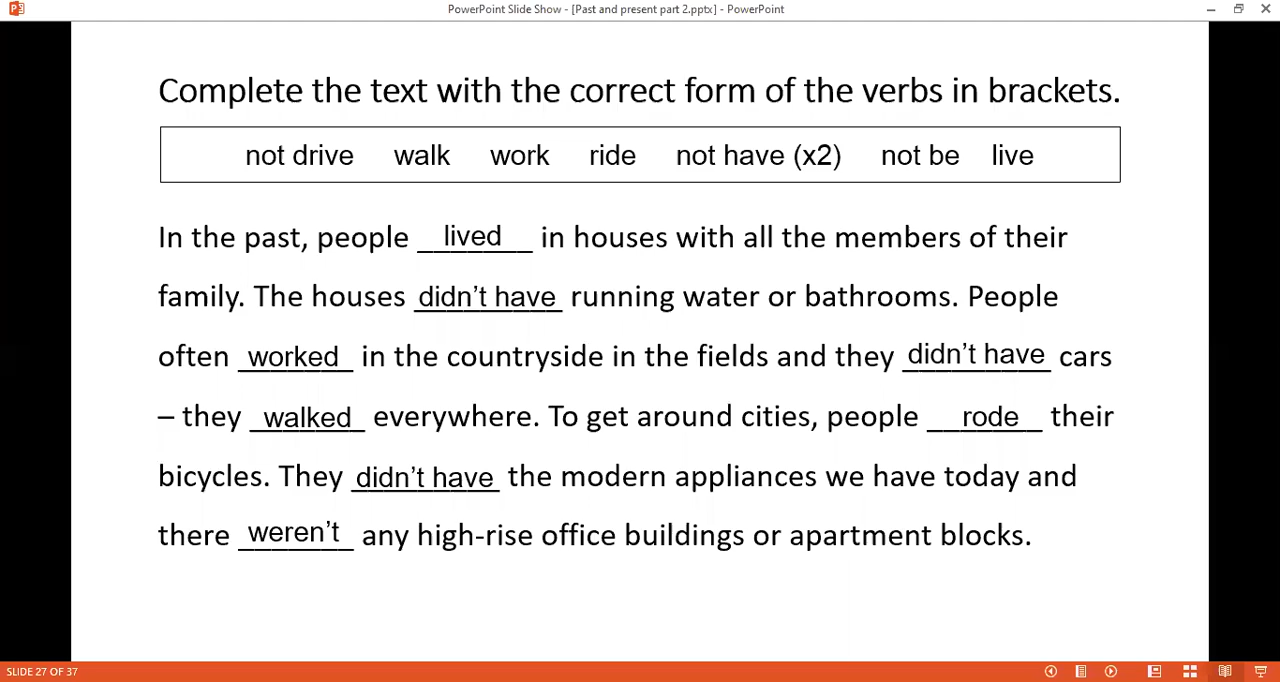 PowerPoint Slide Show - [Past and present part 2.pptx] - PowerPoint
Complete the text with the correct form of the verbs in brackets.
not drive walk work ride not have (x2) not be live
In the past, people lived in houses with all the members of their
family. The houses didn’t have running water or bathrooms. People
often worked in the countryside in the fields and they didn’t have cars
– they walked everywhere. To get around cities, people rode their
bicycles. They didn’t have the modern appliances we have today and
there weren’t any high-rise office buildings or apartment blocks.
SLIDE 27 OF 37